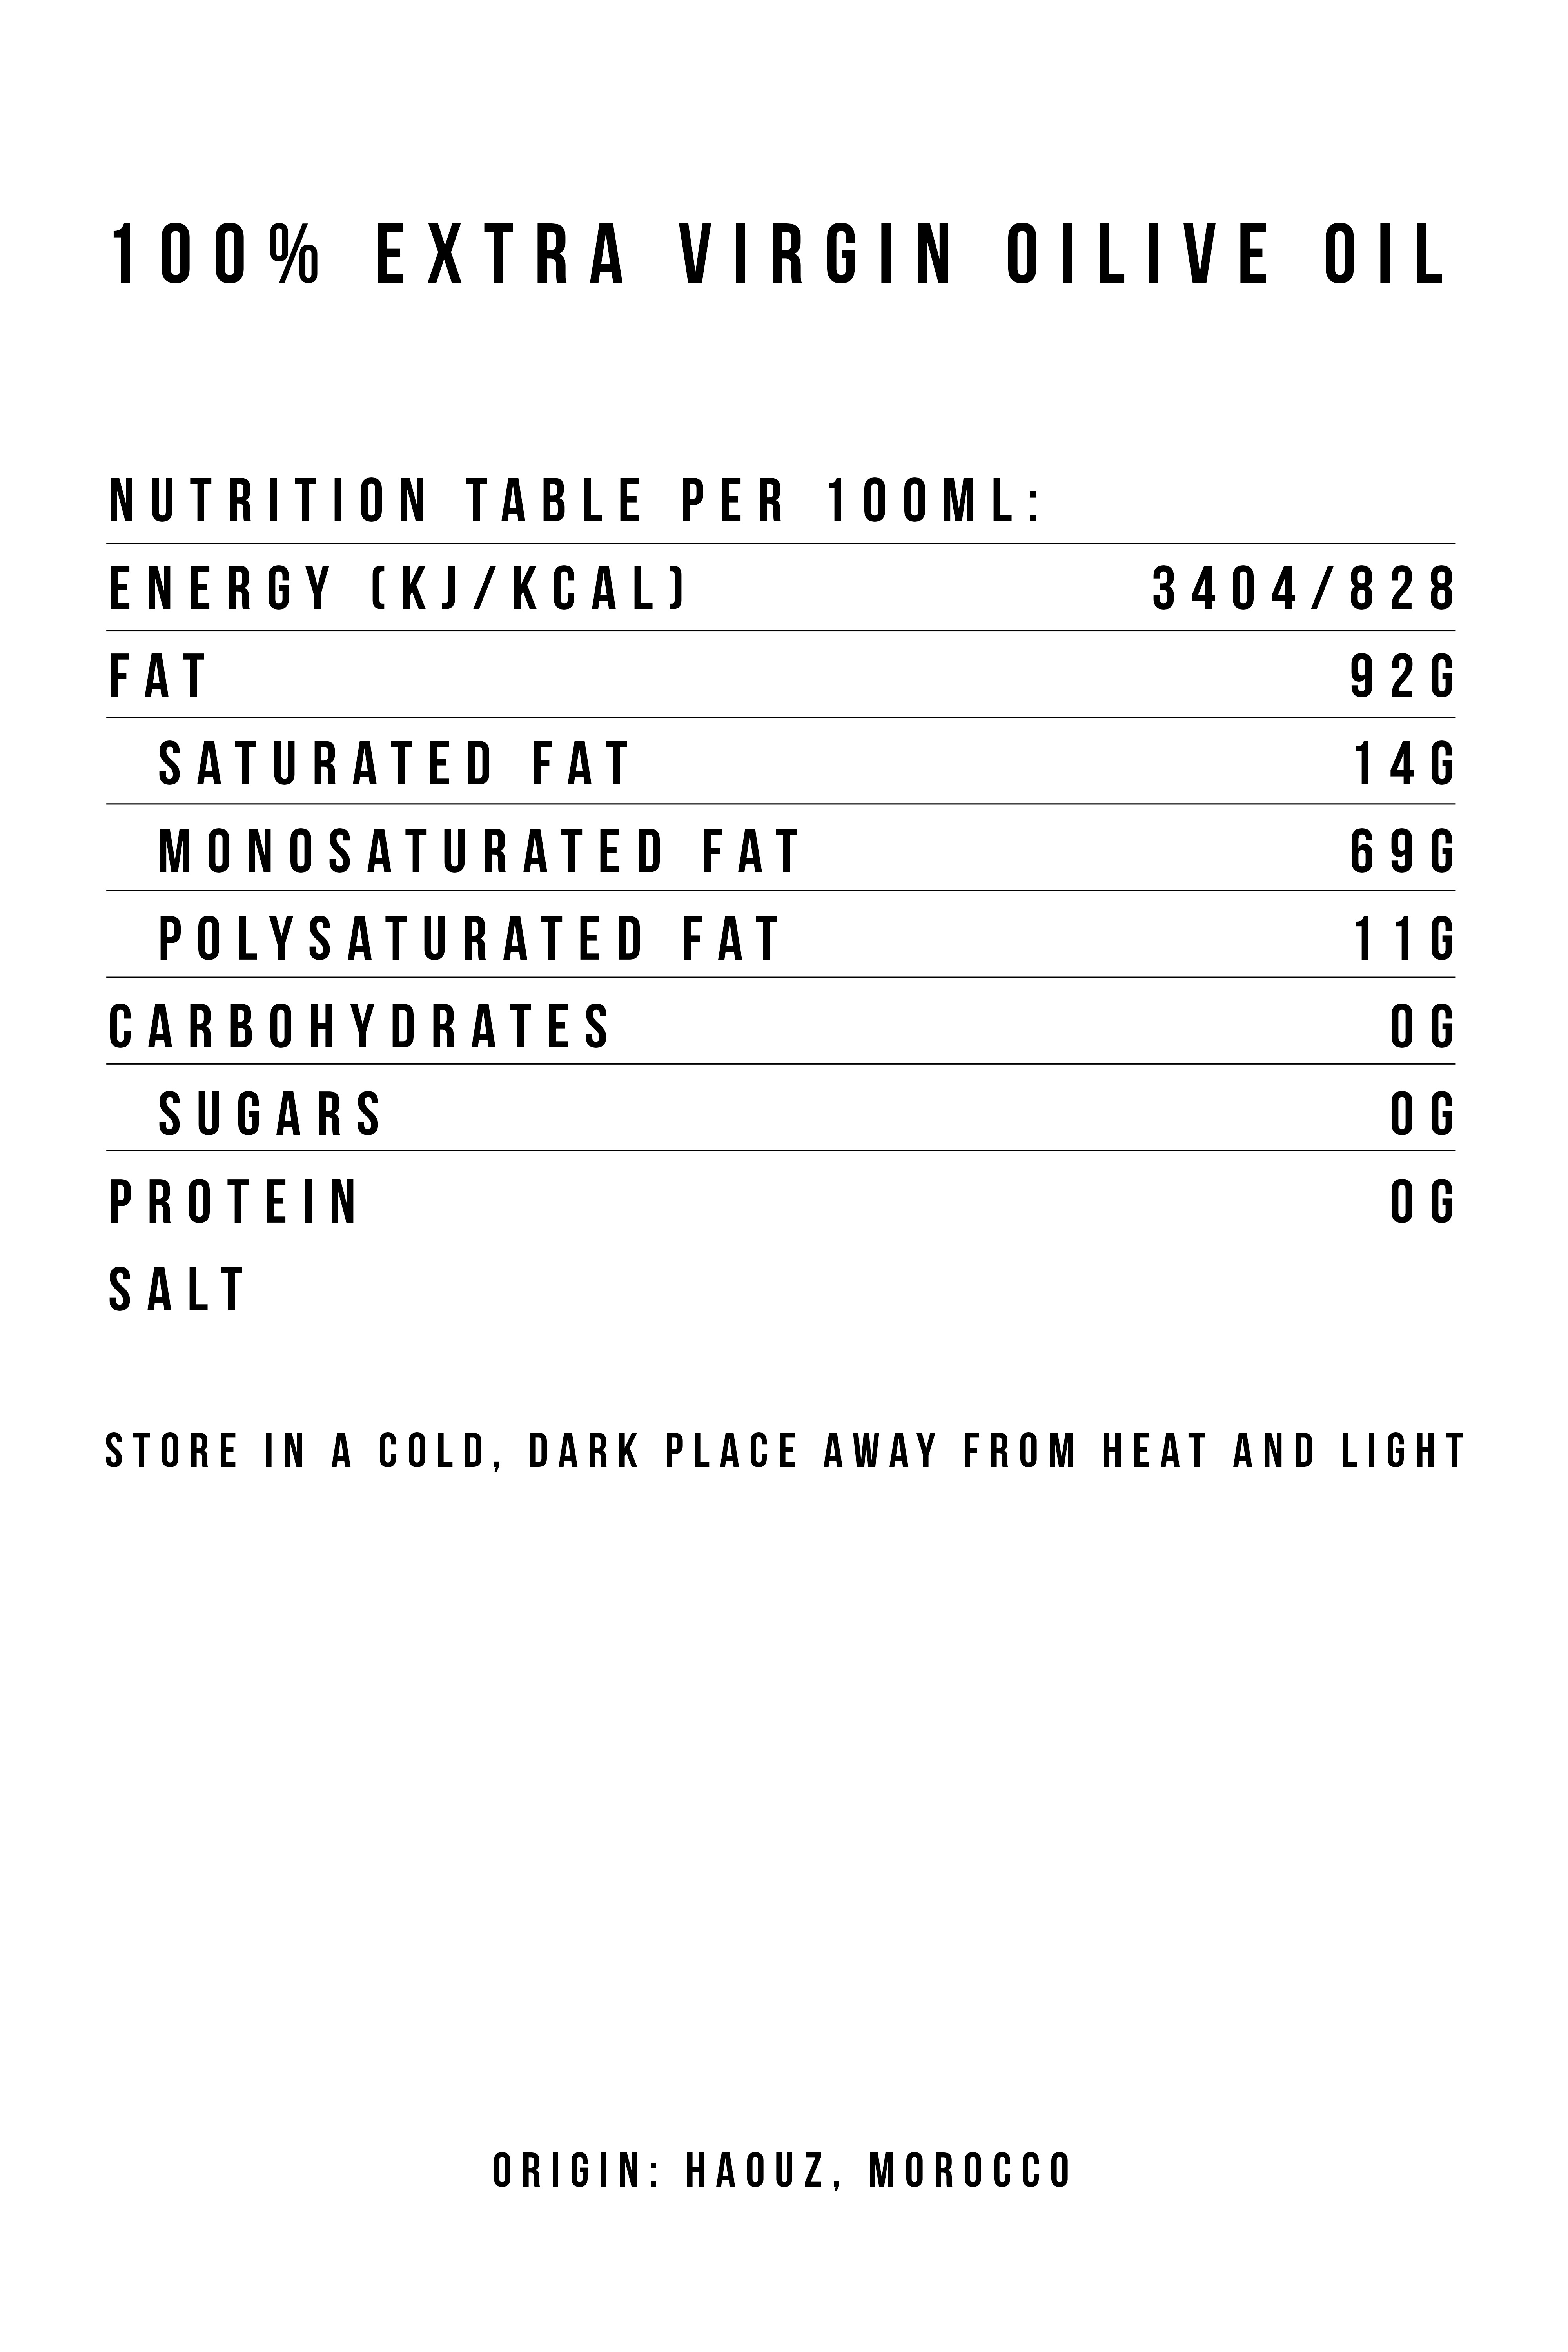 100% EXTRA VIRGIN OILIVE OIL
NUTRITION TABLE PER 100ML:
ENERGY (KJ/KCAL) 3404/828
FAT 92G
SATURATED FAT 14G
MONOSATURATED FAT 69G
POLYSATURATED FAT 11G
CARBOHYDRATES 0G
SUGARS 0G
PROTEIN 0G
SALT
STORE IN A COLD, DARK PLACE AWAY FROM HEAT AND LIGHT
ORIGIN: HAOUZ, MOROCCO